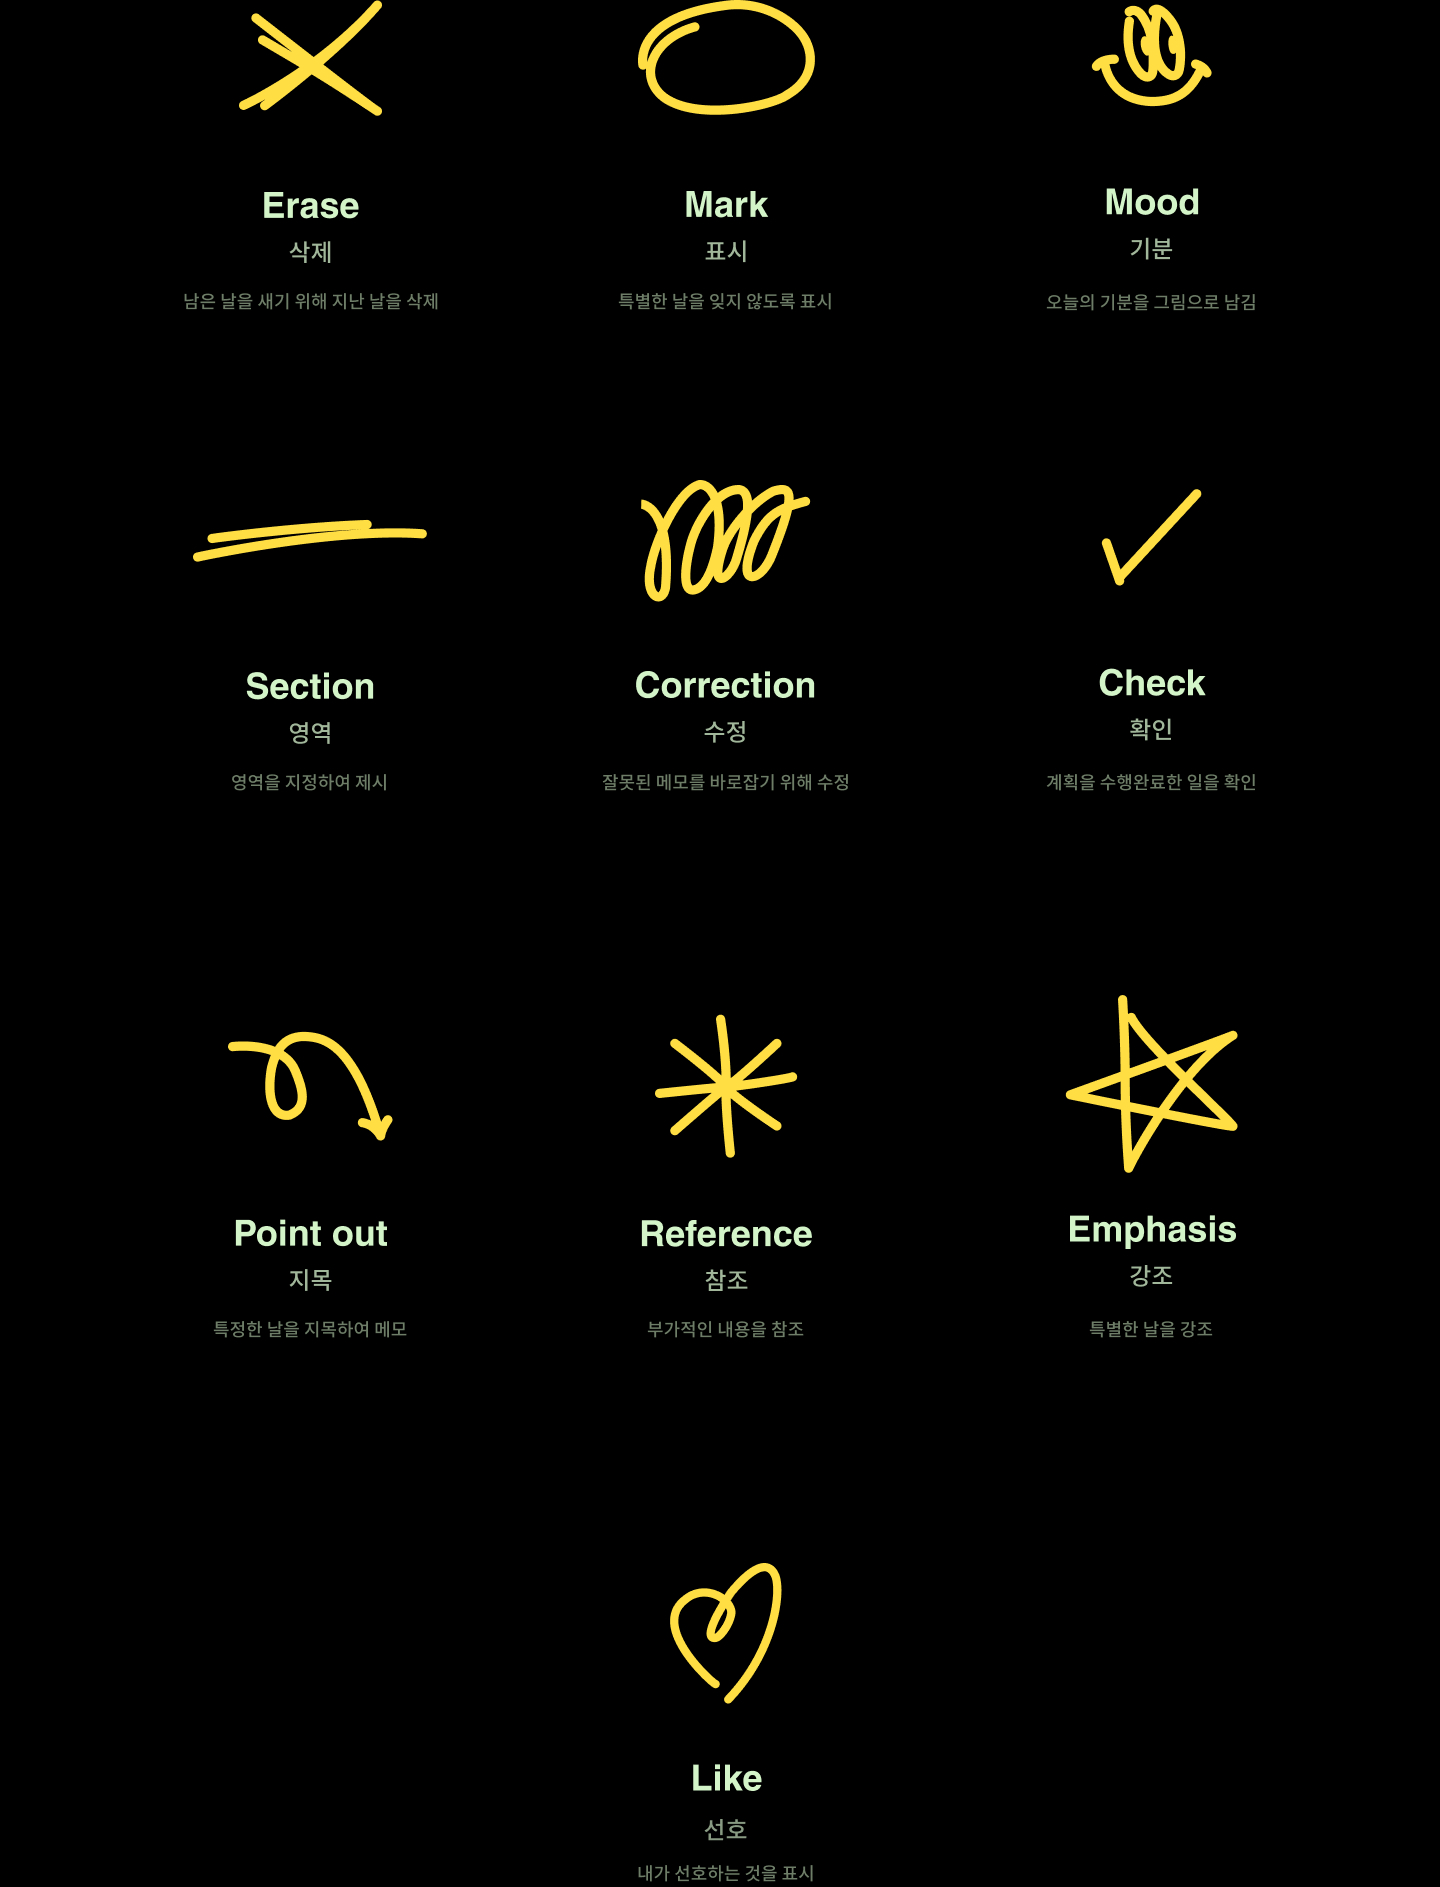 Erase
삭제
남은 날을 새기 위해 지난 날을 삭제
Mark
표시
특별한 날을 잊지 않도록 표시
Mood
기분
오늘의 기분을 그림으로 남김
Section
영역
영역을 지정하여 제시
Correction
수정
잘못된 메모를 바로잡기 위해 수정
Check
확인
계획을 수행완료한 일을 확인
Point out
지목
특정한 날을 지목하여 메모
Reference
참조
부가적인 내용을 참조
Emphasis
강조
특별한 날을 강조
Like
선호
내가 선호하는 것을 표시